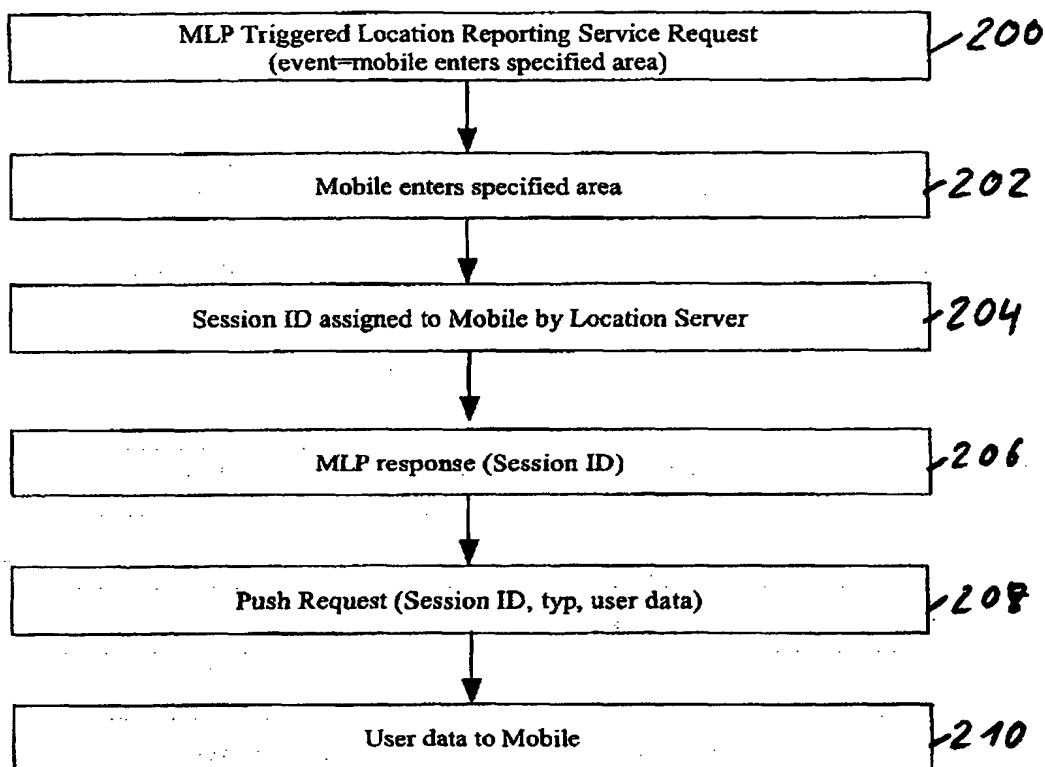 MLP Triggered Location Reporting Service Request
(event=mobile enters specified area)
200
Mobile enters specified area
202
Session ID assigned to Mobile by Location Server
204
MLP response (Session ID)
206
Push Request (Session ID, typ, user data)
208
User data to Mobile
210